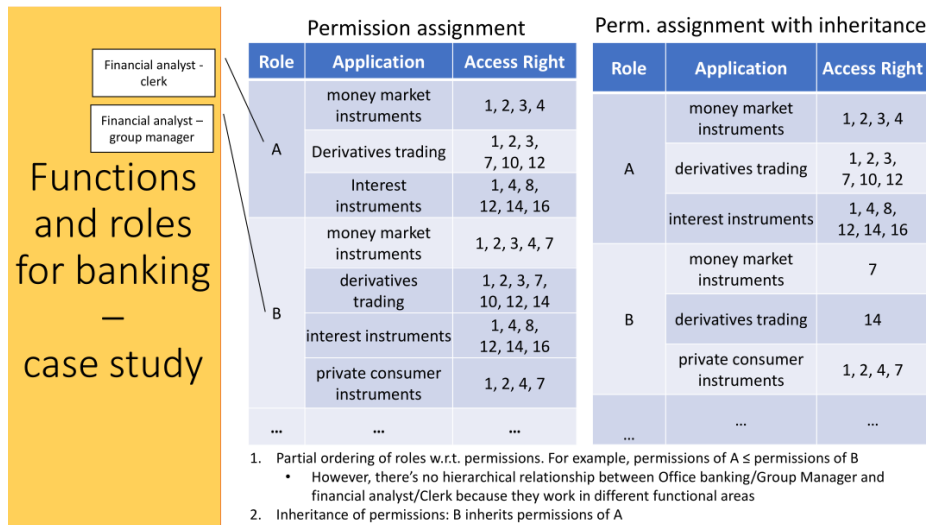 Financial analyst -
clerk
Financial analyst –
group manager
Functions
and roles
for banking
–
case study
Permission assignment
Role Application Access Right
A
money market
instruments
1, 2, 3, 4
Derivatives trading
1, 2, 3,
7, 10, 12
Interest
instruments
1, 4, 8,
12, 14, 16
B
money market
instruments
1, 2, 3, 4, 7
derivatives
trading
1, 2, 3, 7,
10, 12, 14
interest instruments
1, 4, 8,
12, 14, 16
private consumer
instruments
1, 2, 4, 7
... ... ...
Perm. assignment with inheritance
Role Application Access Right
A
money market
instruments
1, 2, 3, 4
derivatives trading
1, 2, 3,
7, 10, 12
interest instruments
1, 4, 8,
12, 14, 16
B
money market
instruments
7
derivatives trading
14
private consumer
instruments
1, 2, 4, 7
... ... ...
1. Partial ordering of roles w.r.t. permissions. For example, permissions of A ≤ permissions of B
• However, there’s no hierarchical relationship between Office banking/Group Manager and
financial analyst/Clerk because they work in different functional areas
2. Inheritance of permissions: B inherits permissions of A